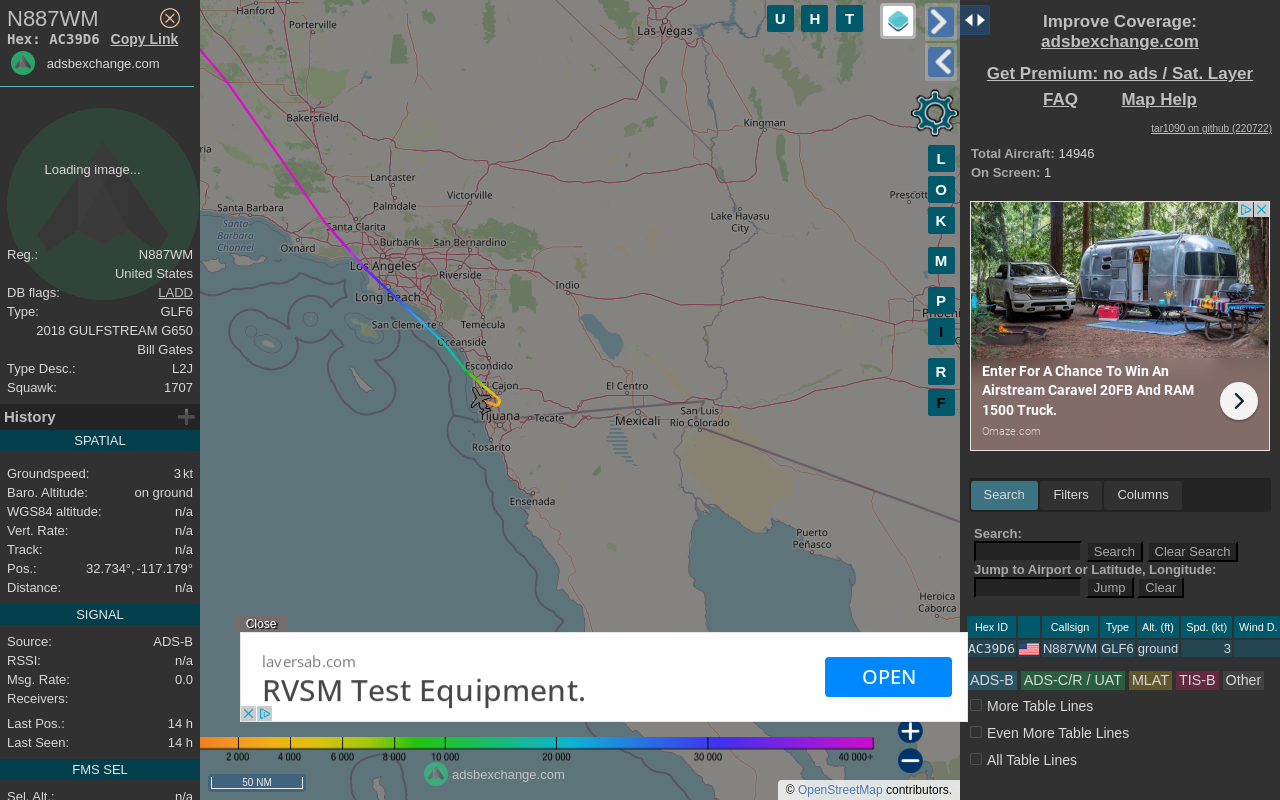 N887WM
Hex: AC39D6 Copy Link
adsbexchange.com
Loading image...
Reg.: N887WM
United States
DB flags: LADD
Type: GLF6
2018 GULFSTREAM G650
Bill Gates
Type Desc.: L2J
Squawk: 1707
History
SPATIAL
Groundspeed: 3 kt
Baro. Altitude: on ground
WGS84 altitude: n/a
Vert. Rate: n/a
Track: n/a
Pos.: 32.734°, -117.179°
Distance: n/a
SIGNAL
Source: ADS-B
RSSI: n/a
Msg. Rate: 0.0
Receivers:
Last Pos.: 14 h
Last Seen: 14 h
FMS SEL
Sel. Alt.: n/a
Hanford
Porterville
Las Vegas
Bakersfield
Kingman
ria
Lancaster
Palmdale
Victorville
Prescott
Santa Barbara
Lake Havasu
City
Santa
Barbara
Channel
Santa Clarita
Oxnard
Burbank
San Bernardino
Los Angeles
Riverside
Indio
Long Beach
Phoenix
San Clemente
Temecula
Oceanside
Escondido
El Cajon
El Centro
Tijuana
Tecate
Mexicali
San Luis
Río Colorado
Rosarito
Ensenada
Puerto
Peñasco
Heroica
Caborca
U H T
L
O
K
M
P
I
R
F
Close
laversab.com
RVSM Test Equipment.
OPEN
2 000 4 000 6 000 8 000 10 000 20 000 30 000 40 000+
adsbexchange.com
50 NM
© OpenStreetMap contributors.
Improve Coverage:
adsbexchange.com
Get Premium: no ads / Sat. Layer
FAQ Map Help
tar1090 on github (220722)
Total Aircraft: 14946
On Screen: 1
Enter For A Chance To Win An
Airstream Caravel 20FB And RAM
1500 Truck.
Omaze.com
Search Filters Columns
Search:
Search Clear Search
Jump to Airport or Latitude, Longitude:
Jump Clear
Hex ID Callsign Type Alt. (ft) Spd. (kt) Wind D.
AC39D6 N887WM GLF6 ground 3
ADS-B ADS-C/R / UAT MLAT TIS-B Other
More Table Lines
Even More Table Lines
All Table Lines